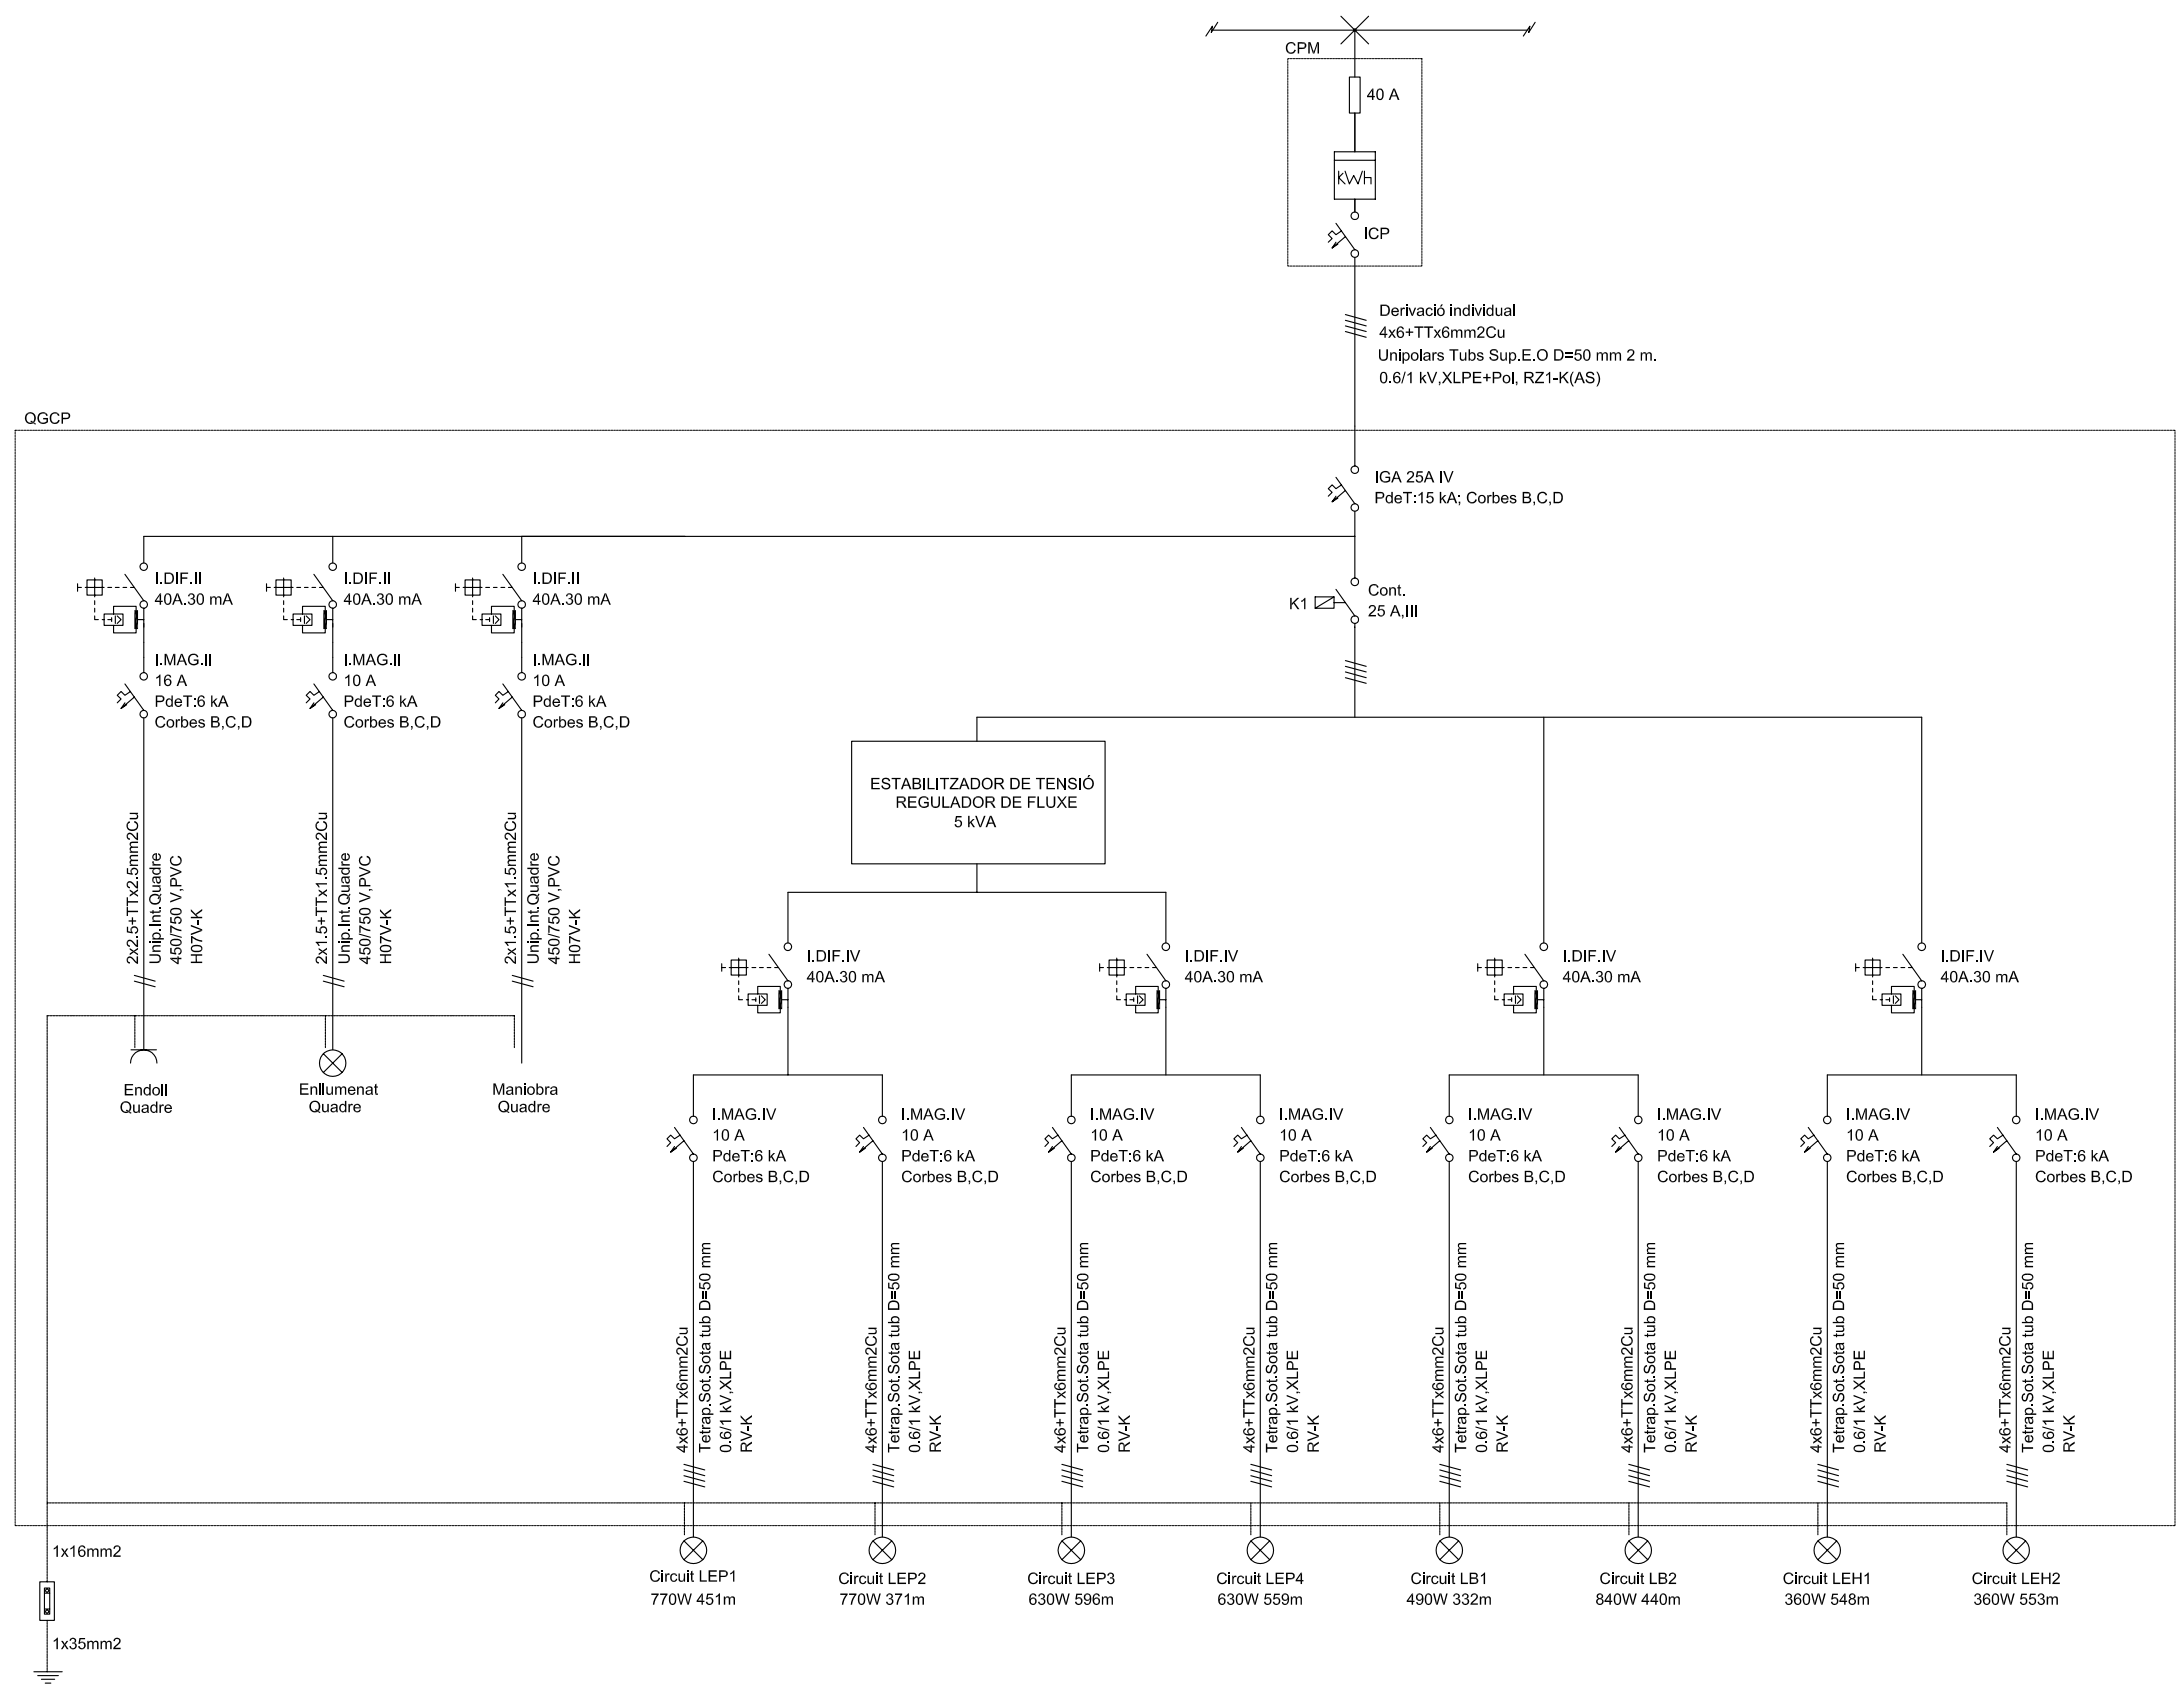 CPM
40 A
KWh
ICP
Derivació individual
4x6+TTx6mm2Cu
Unipolars Tubs Sup.E.O D=50 mm 2 m.
0.6/1 kV,XLPE+Pol, RZ1-K(AS)
QGCP
IGA 25A IV
PdeT:15 kA; Corbes B,C,D
I.DIF.II
40A.30 mA
I.DIF.II
40A.30 mA
I.DIF.II
40A.30 mA
K1
Cont.
25 A,III
I.MAG.II
16 A
PdeT:6 kA
Corbes B,C,D
I.MAG.II
10 A
PdeT:6 kA
Corbes B,C,D
I.MAG.II
10 A
PdeT:6 kA
Corbes B,C,D
ESTABILITZADOR DE TENSIÓ
REGULADOR DE FLUXE
5 kVA
2x2.5+TTx2.5mm2Cu
Unip.Int.Quadre
450/750 V,PVC
H07V-K
2x1.5+TTx1.5mm2Cu
Unip.Int.Quadre
450/750 V,PVC
H07V-K
2x1.5+TTx1.5mm2Cu
Unip.Int.Quadre
450/750 V,PVC
H07V-K
I.DIF.IV
40A.30 mA
I.DIF.IV
40A.30 mA
I.DIF.IV
40A.30 mA
I.DIF.IV
40A.30 mA
Endoll
Quadre
Enllumenat
Quadre
Maniobra
Quadre
I.MAG.IV
10 A
PdeT:6 kA
Corbes B,C,D
I.MAG.IV
10 A
PdeT:6 kA
Corbes B,C,D
I.MAG.IV
10 A
PdeT:6 kA
Corbes B,C,D
I.MAG.IV
10 A
PdeT:6 kA
Corbes B,C,D
I.MAG.IV
10 A
PdeT:6 kA
Corbes B,C,D
I.MAG.IV
10 A
PdeT:6 kA
Corbes B,C,D
I.MAG.IV
10 A
PdeT:6 kA
Corbes B,C,D
I.MAG.IV
10 A
PdeT:6 kA
Corbes B,C,D
4x6+TTx6mm2Cu
Tetrap.Sot.Sota tub D=50 mm
0.6/1 kV,XLPE
RV-K
4x6+TTx6mm2Cu
Tetrap.Sot.Sota tub D=50 mm
0.6/1 kV,XLPE
RV-K
4x6+TTx6mm2Cu
Tetrap.Sot.Sota tub D=50 mm
0.6/1 kV,XLPE
RV-K
4x6+TTx6mm2Cu
Tetrap.Sot.Sota tub D=50 mm
0.6/1 kV,XLPE
RV-K
4x6+TTx6mm2Cu
Tetrap.Sot.Sota tub D=50 mm
0.6/1 kV,XLPE
RV-K
4x6+TTx6mm2Cu
Tetrap.Sot.Sota tub D=50 mm
0.6/1 kV,XLPE
RV-K
4x6+TTx6mm2Cu
Tetrap.Sot.Sota tub D=50 mm
0.6/1 kV,XLPE
RV-K
4x6+TTx6mm2Cu
Tetrap.Sot.Sota tub D=50 mm
0.6/1 kV,XLPE
RV-K
1x16mm2
1x35mm2
Circuit LEP1
770W 451m
Circuit LEP2
770W 371m
Circuit LEP3
630W 596m
Circuit LEP4
630W 559m
Circuit LB1
490W 332m
Circuit LB2
840W 440m
Circuit LEH1
360W 548m
Circuit LEH2
360W 553m